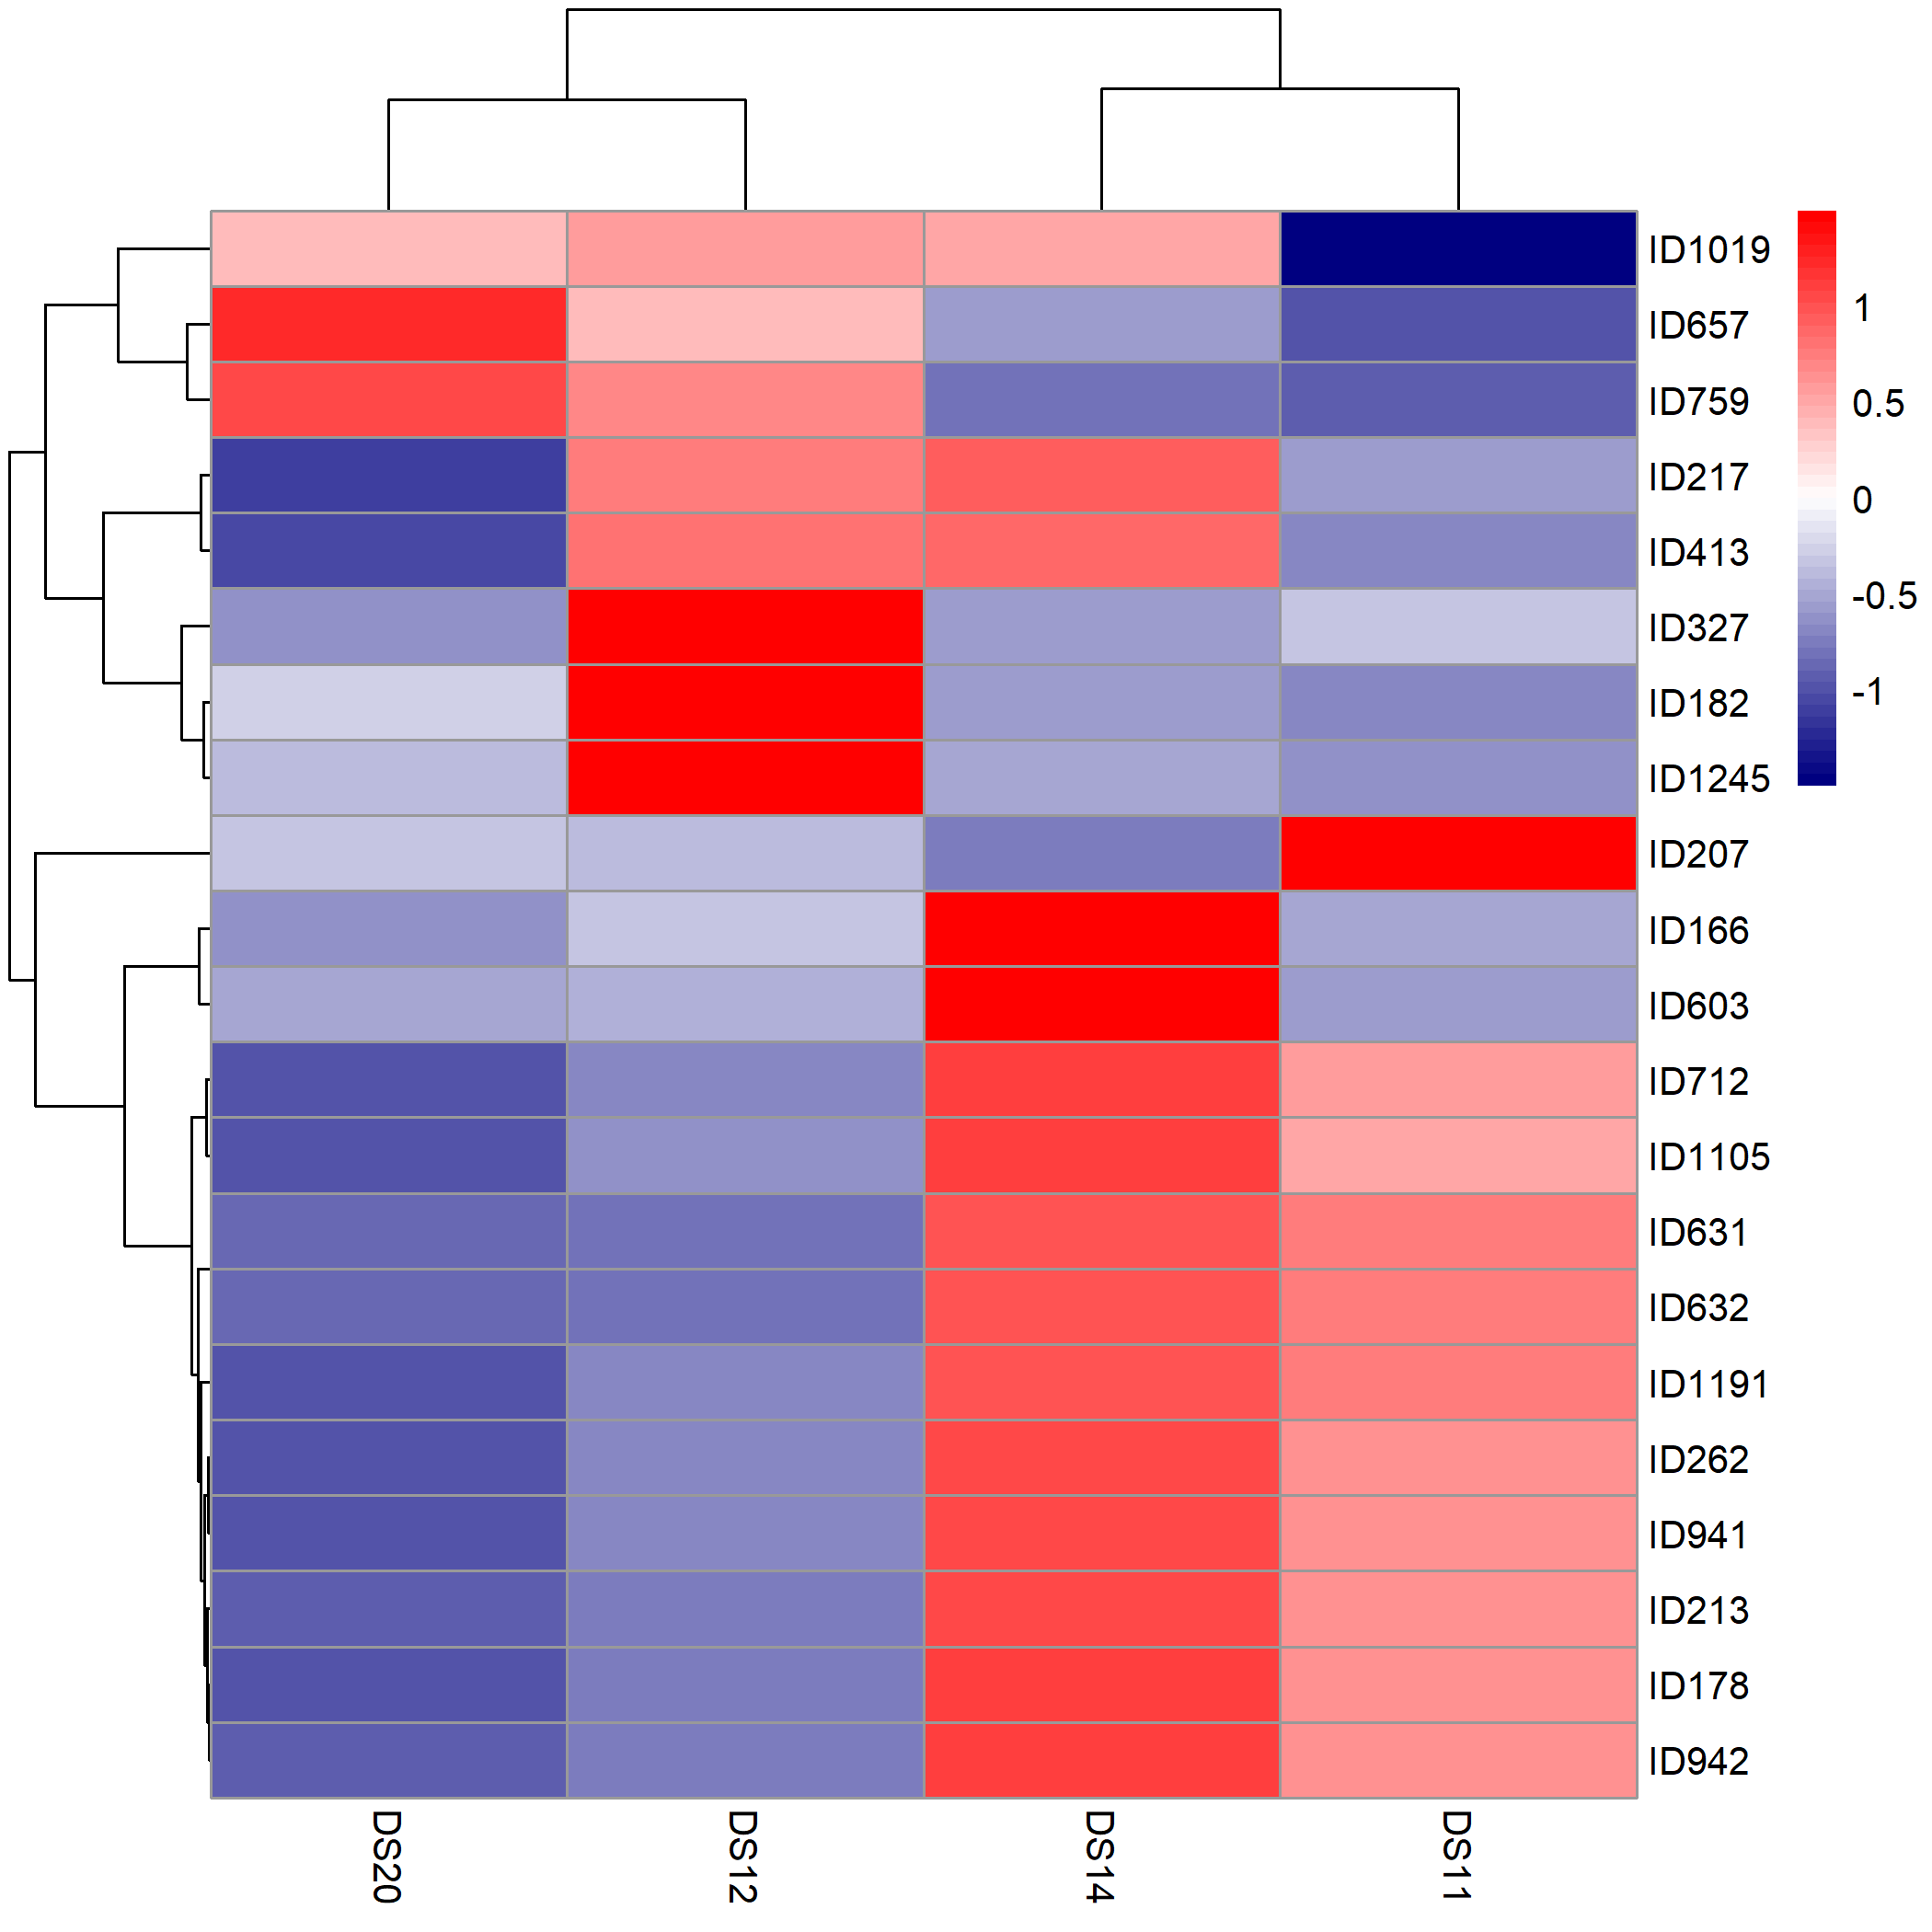 ID1019
ID657
ID759
ID217
ID413
ID327
ID182
ID1245
ID207
ID166
ID603
ID712
ID1105
ID631
ID632
ID1191
ID262
ID941
ID213
ID178
ID942
1
0.5
0
-0.5
-1
DS20
DS12
DS14
DS11